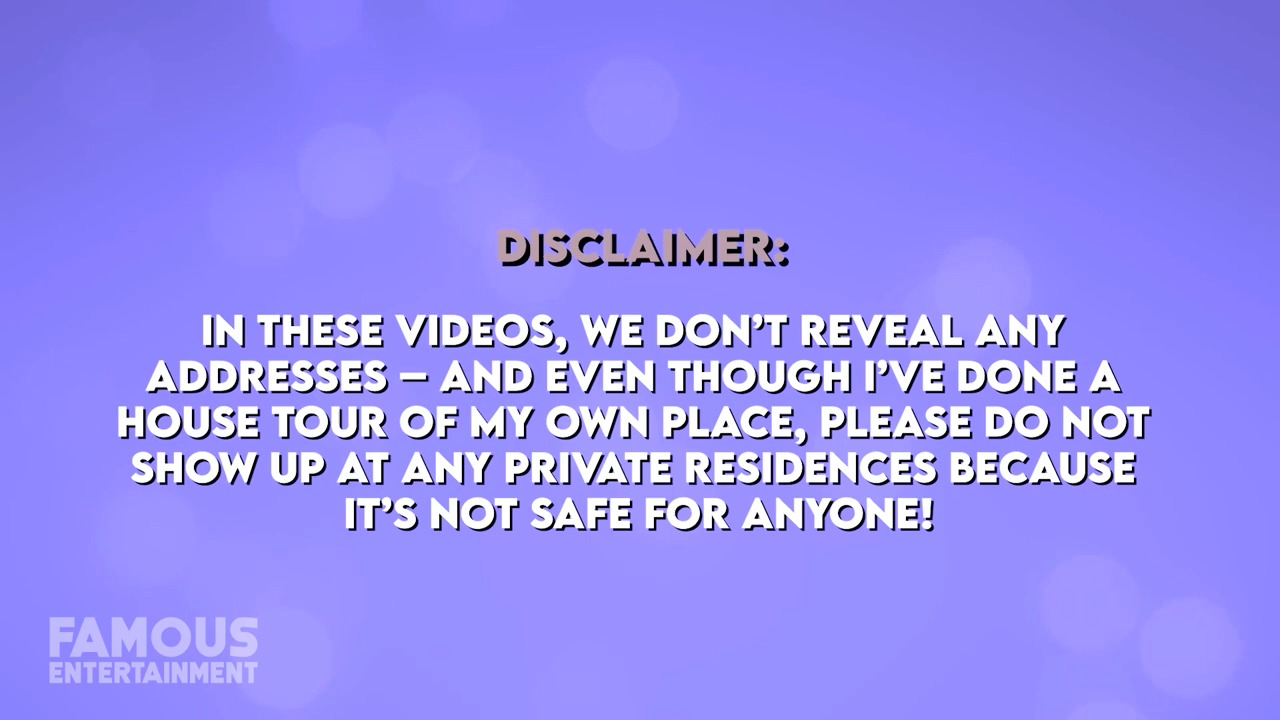 DISCLAIMER:
IN THESE VIDEOS, WE DON’T REVEAL ANY
ADDRESSES – AND EVEN THOUGH I’VE DONE A
HOUSE TOUR OF MY OWN PLACE, PLEASE DO NOT
SHOW UP AT ANY PRIVATE RESIDENCES BECAUSE
IT’S NOT SAFE FOR ANYONE!
FAMOUS
ENTERTAINMENT